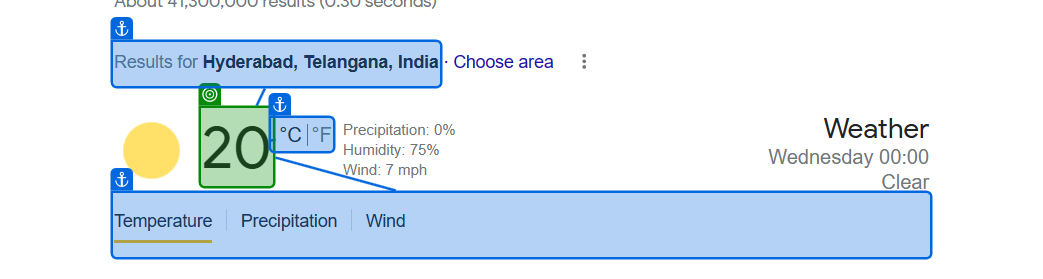 About 41,300,000 results (0.30 seconds)
Results for Hyderabad, Telangana, India · Choose area
20 °C | °F
Precipitation: 0%
Humidity: 75%
Wind: 7 mph
Weather
Wednesday 00:00
Clear
Temperature | Precipitation | Wind